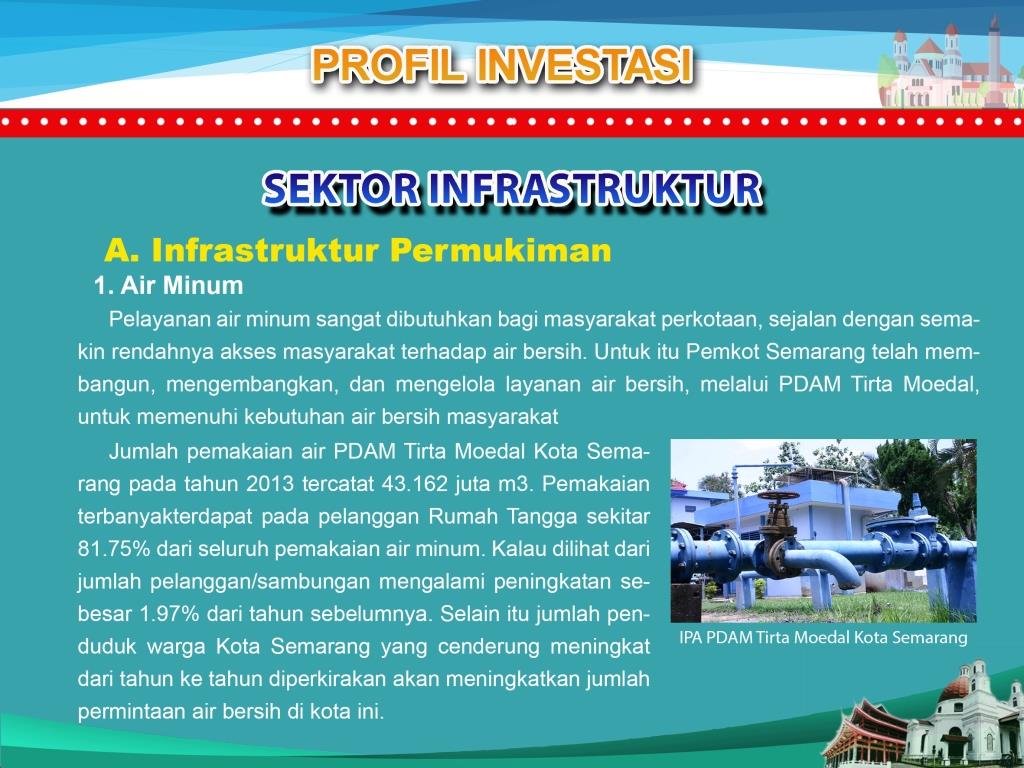 PROFIL INVESTASI
SEKTOR INFRASTRUKTUR
A. Infrastruktur Permukiman
1. Air Minum
Pelayanan air minum sangat dibutuhkan bagi masyarakat perkotaan, sejalan dengan sema-
kin rendahnya akses masyarakat terhadap air bersih. Untuk itu Pemkot Semarang telah mem-
bangun, mengembangkan, dan mengelola layanan air bersih, melalui PDAM Tirta Moedal,
untuk memenuhi kebutuhan air bersih masyarakat
Jumlah pemakaian air PDAM Tirta Moedal Kota Sema-
rang pada tahun 2013 tercatat 43.162 juta m3. Pemakaian
terbanyakterdapat pada pelanggan Rumah Tangga sekitar
81.75% dari seluruh pemakaian air minum. Kalau dilihat dari
jumlah pelanggan/sambungan mengalami peningkatan se-
besar 1.97% dari tahun sebelumnya. Selain itu jumlah pen-
duduk warga Kota Semarang yang cenderung meningkat
dari tahun ke tahun diperkirakan akan meningkatkan jumlah
permintaan air bersih di kota ini.
IPA PDAM Tirta Moedal Kota Semarang